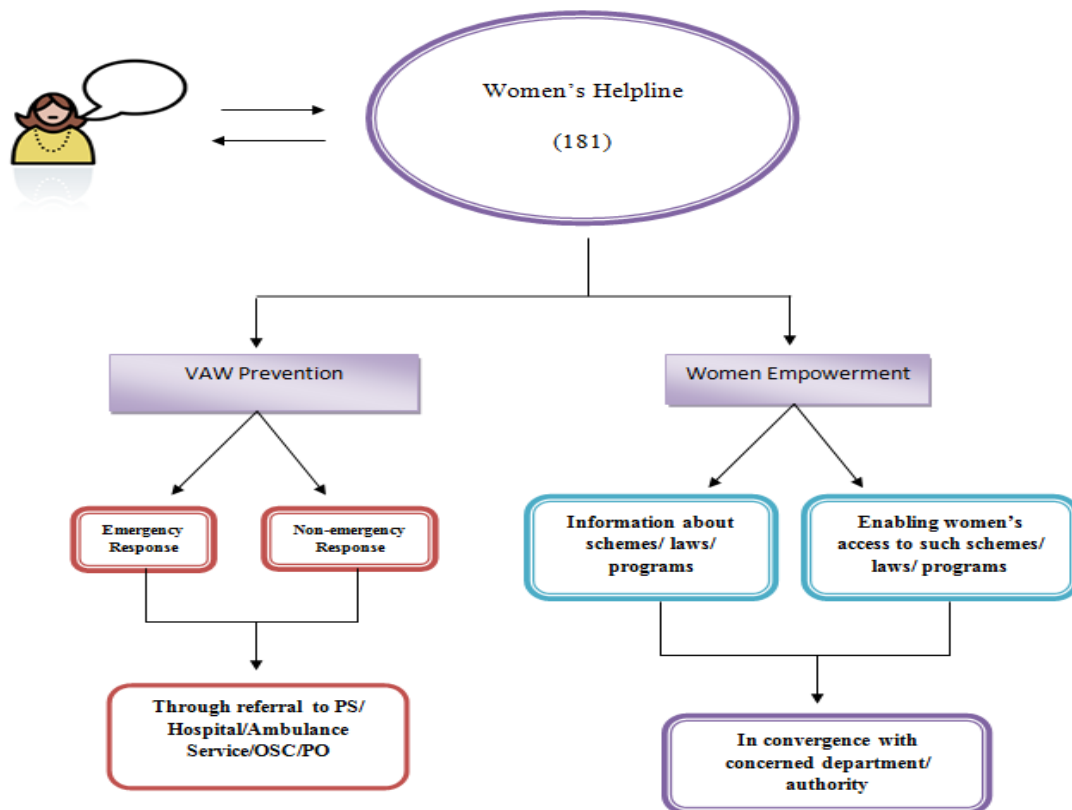 Women’s Helpline
(181)
VAW Prevention
Women Empowerment
Emergency
Response
Non-emergency
Response
Information about
schemes/ laws/
programs
Enabling women’s
access to such schemes/
laws/ programs
Through referral to PS/
Hospital/Ambulance
Service/OSC/PO
In convergence with
concerned department/
authority